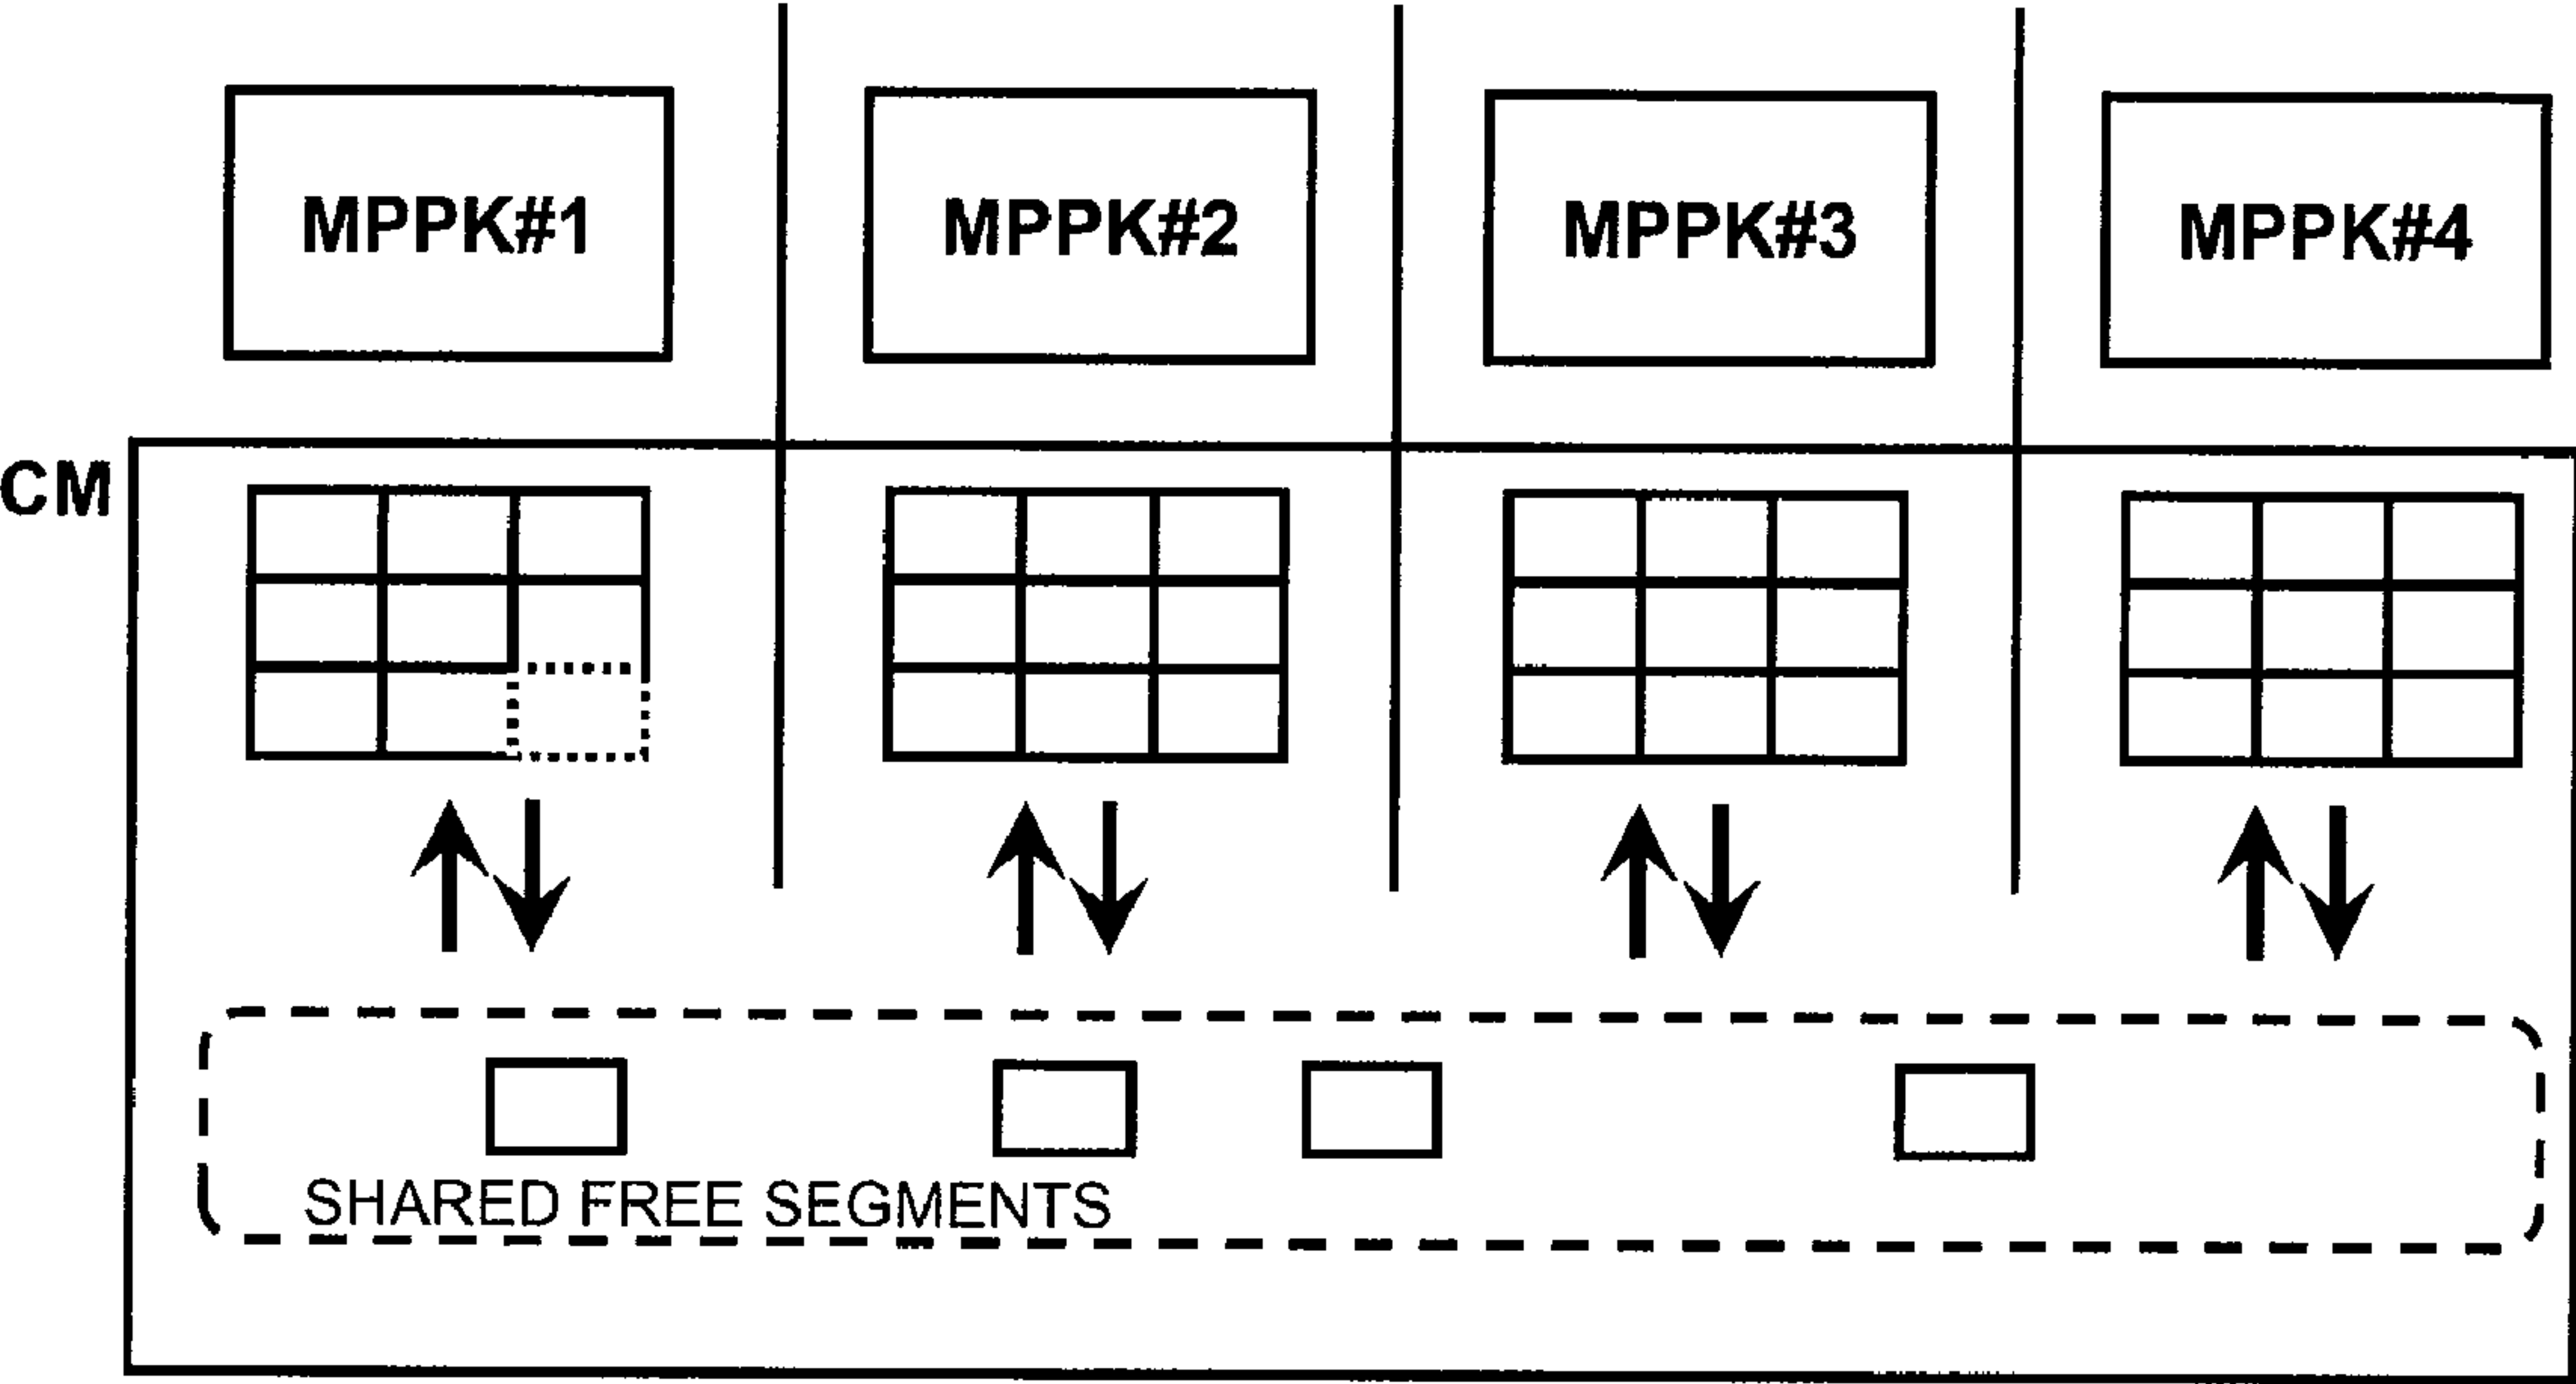 MPPK#1
MPPK#2
MPPK#3
MPPK#4
CM
SHARED FREE SEGMENTS